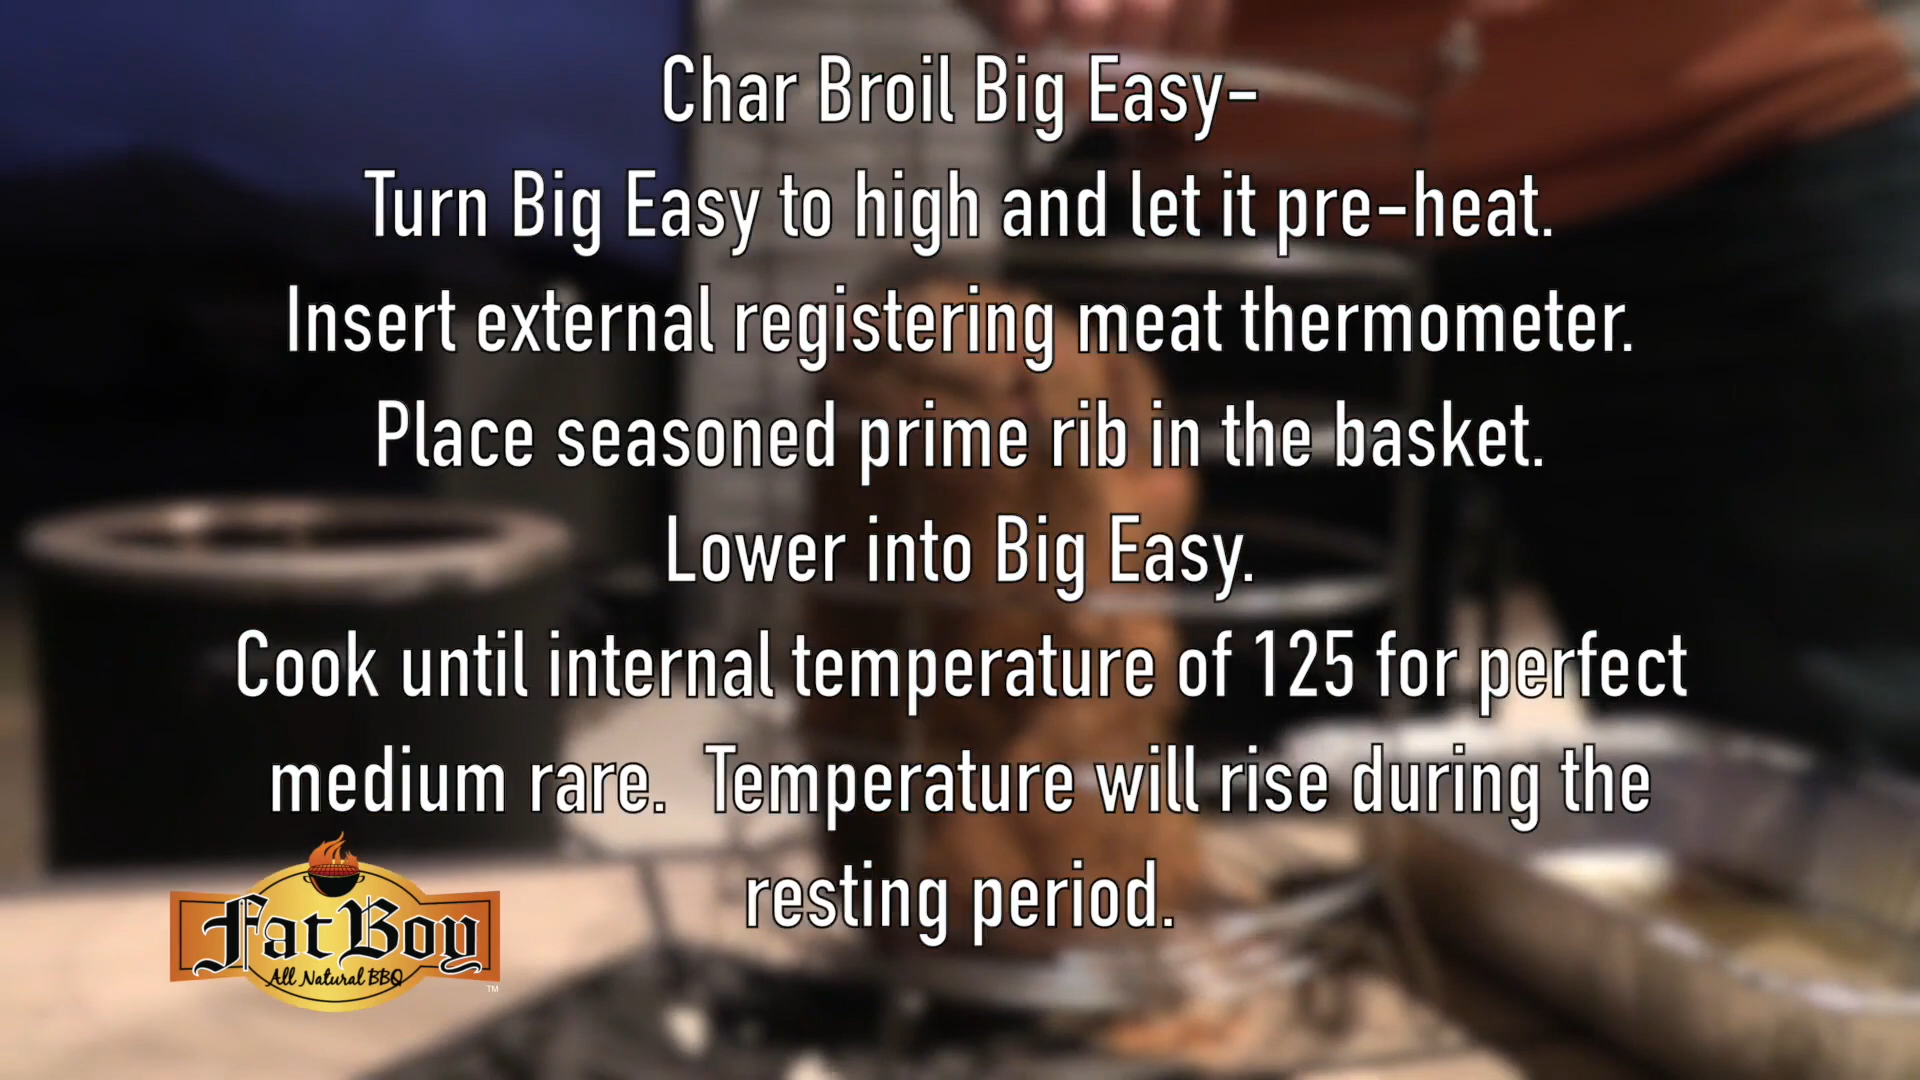 Char Broil Big Easy-
Turn Big Easy to high and let it pre-heat.
Insert external registering meat thermometer.
Place seasoned prime rib in the basket.
Lower into Big Easy.
Cook until internal temperature of 125 for perfect
medium rare.  Temperature will rise during the
resting period.
Fat Boy
All Natural BBQ
TM